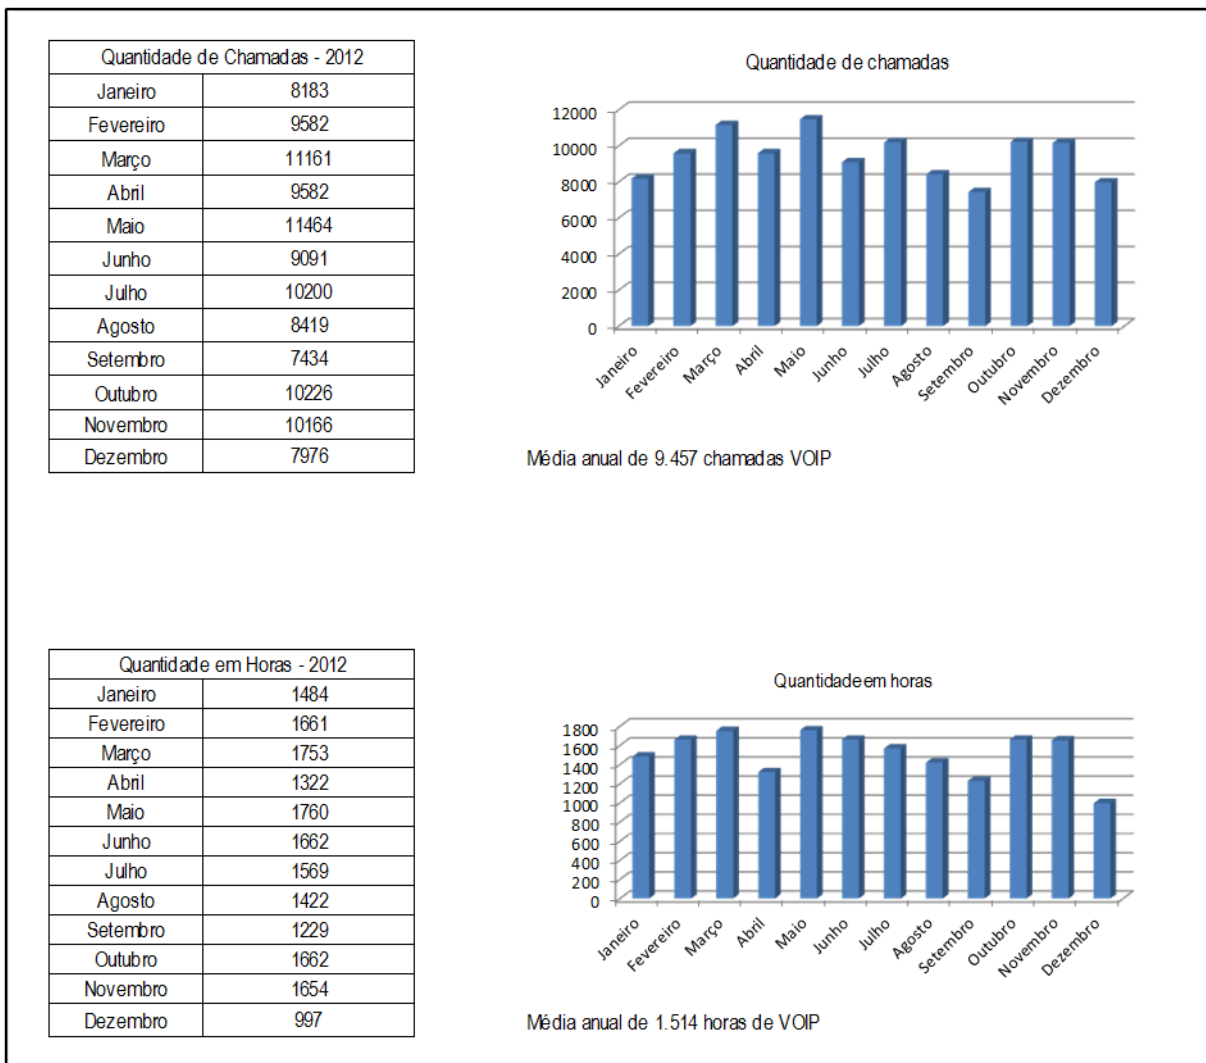 Quantidade de Chamadas - 2012
Janeiro 8183
Fevereiro 9582
Março 11161
Abril 9582
Maio 11464
Junho 9091
Julho 10200
Agosto 8419
Setembro 7434
Outubro 10226
Novembro 10166
Dezembro 7976
Quantidade de chamadas
12000
10000
8000
6000
4000
2000
0
Janeiro
Fevereiro
Março
Abril
Maio
Junho
Julho
Agosto
Setembro
Outubro
Novembro
Dezembro
Média anual de 9.457 chamadas VOIP
Quantidade em Horas - 2012
Janeiro 1484
Fevereiro 1661
Março 1753
Abril 1322
Maio 1760
Junho 1662
Julho 1569
Agosto 1422
Setembro 1229
Outubro 1662
Novembro 1654
Dezembro 997
Quantidade em horas
1800
1600
1400
1200
1000
800
600
400
200
0
Janeiro
Fevereiro
Março
Abril
Maio
Junho
Julho
Agosto
Setembro
Outubro
Novembro
Dezembro
Média anual de 1.514 horas de VOIP